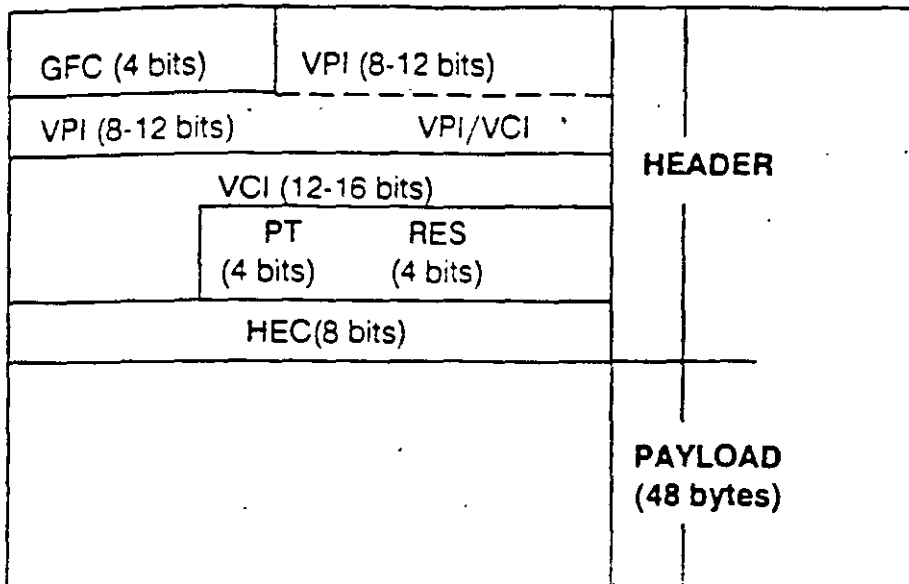 GFC (4 bits) VPI (8-12 bits)
VPI (8-12 bits) VPI/VCI
HEADER
VCI (12-16 bits)
PT RES
(4 bits) (4 bits)
HEC(8 bits)
PAYLOAD
(48 bytes)